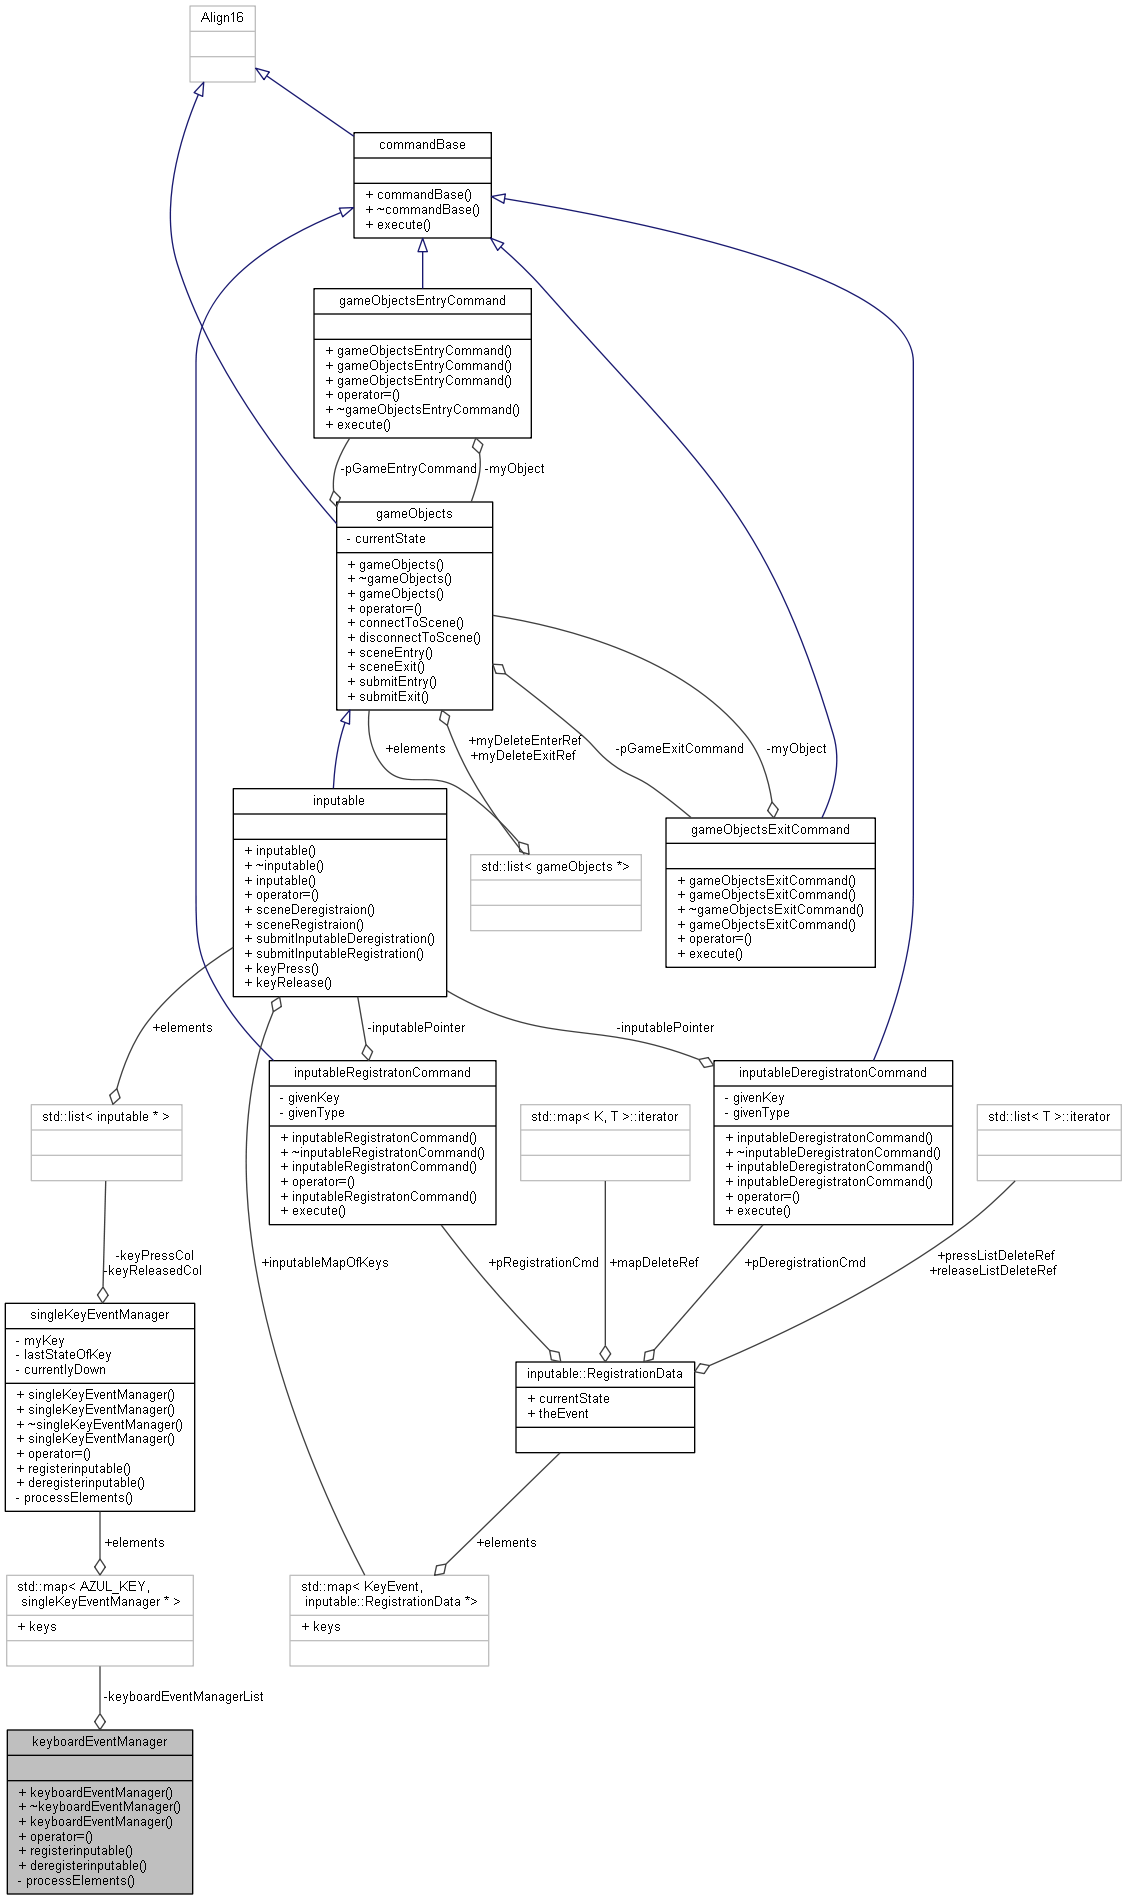 Align16
commandBase
+ commandBase()
+ ~commandBase()
+ execute()
gameObjectsEntryCommand
+ gameObjectsEntryCommand()
+ gameObjectsEntryCommand()
+ gameObjectsEntryCommand()
+ operator=()
+ ~gameObjectsEntryCommand()
+ execute()
-pGameEntryCommand
-myObject
gameObjects
- currentState
+ gameObjects()
+ ~gameObjects()
+ gameObjects()
+ operator=()
+ connectToScene()
+ disconnectToScene()
+ sceneEntry()
+ sceneExit()
+ submitEntry()
+ submitExit()
+elements
+myDeleteEnterRef
+myDeleteExitRef
-pGameExitCommand
-myObject
inputable
+ inputable()
+ ~inputable()
+ inputable()
+ operator=()
+ sceneDeregistraion()
+ sceneRegistraion()
+ submitInputableDeregistration()
+ submitInputableRegistration()
+ keyPress()
+ keyRelease()
std::list< gameObjects *>
gameObjectsExitCommand
+ gameObjectsExitCommand()
+ gameObjectsExitCommand()
+ ~gameObjectsExitCommand()
+ gameObjectsExitCommand()
+ operator=()
+ execute()
+elements
-inputablePointer
-inputablePointer
std::list< inputable * >
inputableRegistratonCommand
- givenKey
- givenType
+ inputableRegistratonCommand()
+ ~inputableRegistratonCommand()
+ inputableRegistratonCommand()
+ operator=()
+ inputableRegistratonCommand()
+ execute()
std::map< K, T >::iterator
inputableDeregistratonCommand
- givenKey
- givenType
+ inputableDeregistratonCommand()
+ ~inputableDeregistratonCommand()
+ inputableDeregistratonCommand()
+ inputableDeregistratonCommand()
+ operator=()
+ execute()
std::list< T >::iterator
-keyPressCol
-keyReleasedCol
+inputableMapOfKeys
+pRegistrationCmd
+mapDeleteRef
+pDeregistrationCmd
+pressListDeleteRef
+releaseListDeleteRef
singleKeyEventManager
- myKey
- lastStateOfKey
- currentlyDown
+ singleKeyEventManager()
+ singleKeyEventManager()
+ ~singleKeyEventManager()
+ singleKeyEventManager()
+ operator=()
+ registerinputable()
+ deregisterinputable()
- processElements()
inputable::RegistrationData
+ currentState
+ theEvent
+elements
+elements
std::map< AZUL_KEY,
singleKeyEventManager * >
+ keys
std::map< KeyEvent,
inputable::RegistrationData *>
+ keys
-keyboardEventManagerList
keyboardEventManager
+ keyboardEventManager()
+ ~keyboardEventManager()
+ keyboardEventManager()
+ operator=()
+ registerinputable()
+ deregisterinputable()
- processElements()